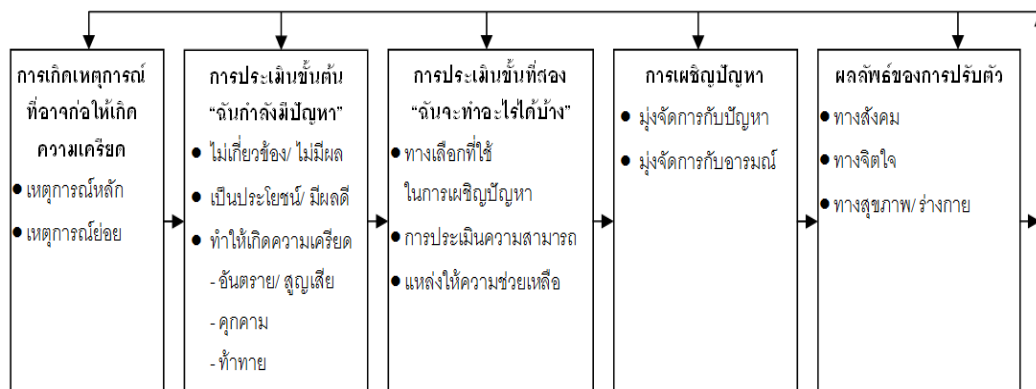 การเกิดเหตุการณ์
ที่อาจก่อให้เกิด
ความเครียด
● เหตุการณ์หลัก
● เหตุการณ์ย่อย
การประเมินขั้นต้น
“ฉันกำลังมีปัญหา”
● ไม่เกี่ยวข้อง/ ไม่มีผล
● เป็นประโยชน์/ มีผลดี
● ทำให้เกิดความเครียด
- อันตราย/ สูญเสีย
- คุกคาม
- ท้าทาย
การประเมินขั้นที่สอง
“ฉันจะทำอะไรได้บ้าง”
● ทางเลือกที่ใช้
ในการเผชิญปัญหา
● การประเมินความสามารถ
● แหล่งให้ความช่วยเหลือ
การเผชิญปัญหา
● มุ่งจัดการกับปัญหา
● มุ่งจัดการกับอารมณ์
ผลลัพธ์ของการปรับตัว
● ทางสังคม
● ทางจิตใจ
● ทางสุขภาพ/ ร่างกาย